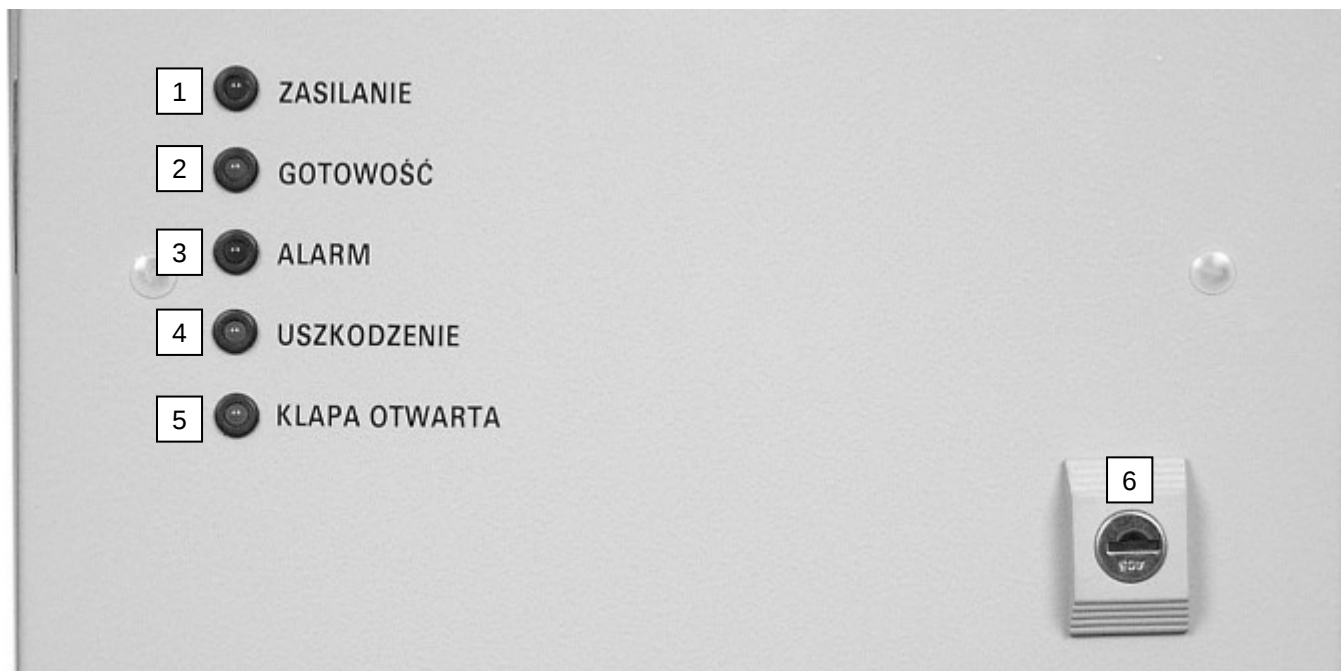 1 ZASILANIE
2 GOTOWOŚĆ
3 ALARM
4 USZKODZENIE
5 KLAPA OTWARTA
6